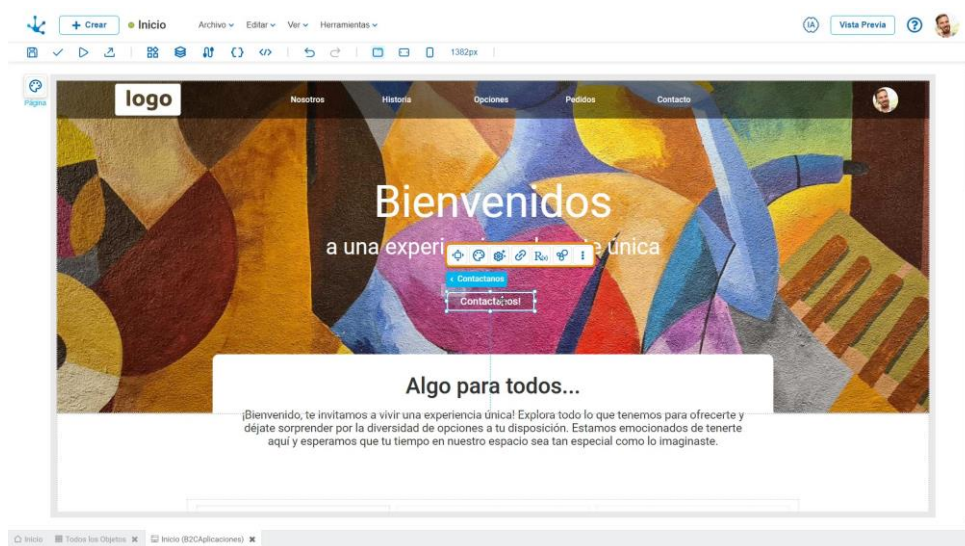 + Crear
Inicio
Archivo
Editar
Ver
Herramientas
IA
Vista Previa
?
</>
1382px
Página
logo
Nosotros
Historia
Opciones
Pedidos
Contacto
Bienvenidos
a una experi
e única
R(x)
‹ Contactanos
Contactanos!
Algo para todos...
¡Bienvenido, te invitamos a vivir una experiencia única! Explora todo lo que tenemos para ofrecerte y
déjate sorprender por la diversidad de opciones a tu disposición. Estamos emocionados de tenerte
aquí y esperamos que tu tiempo en nuestro espacio sea tan especial como lo imaginaste.
Inicio
Todos los Objetos
Inicio (B2CAplicaciones)